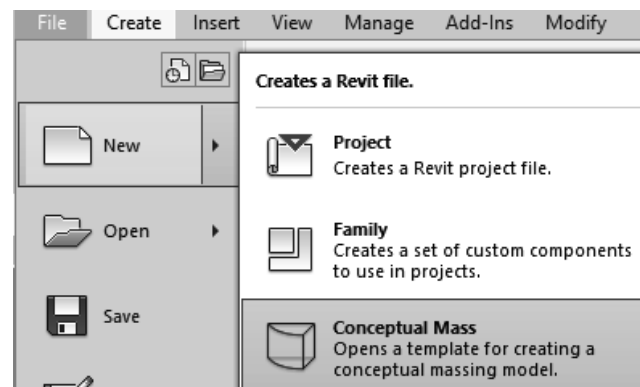 File Create Insert View Manage Add-Ins Modify
Creates a Revit file.
New
Project
Creates a Revit project file.
Open
Family
Creates a set of custom components
to use in projects.
Save
Conceptual Mass
Opens a template for creating a
conceptual massing model.